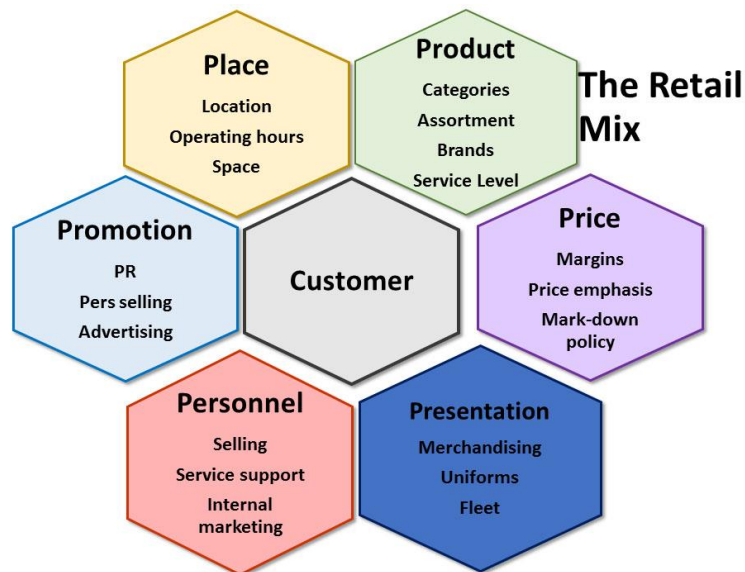 The Retail
Mix
Place
Location
Operating hours
Space
Product
Categories
Assortment
Brands
Service Level
Promotion
PR
Pers selling
Advertising
Customer
Price
Margins
Price emphasis
Mark-down
policy
Personnel
Selling
Service support
Internal
marketing
Presentation
Merchandising
Uniforms
Fleet